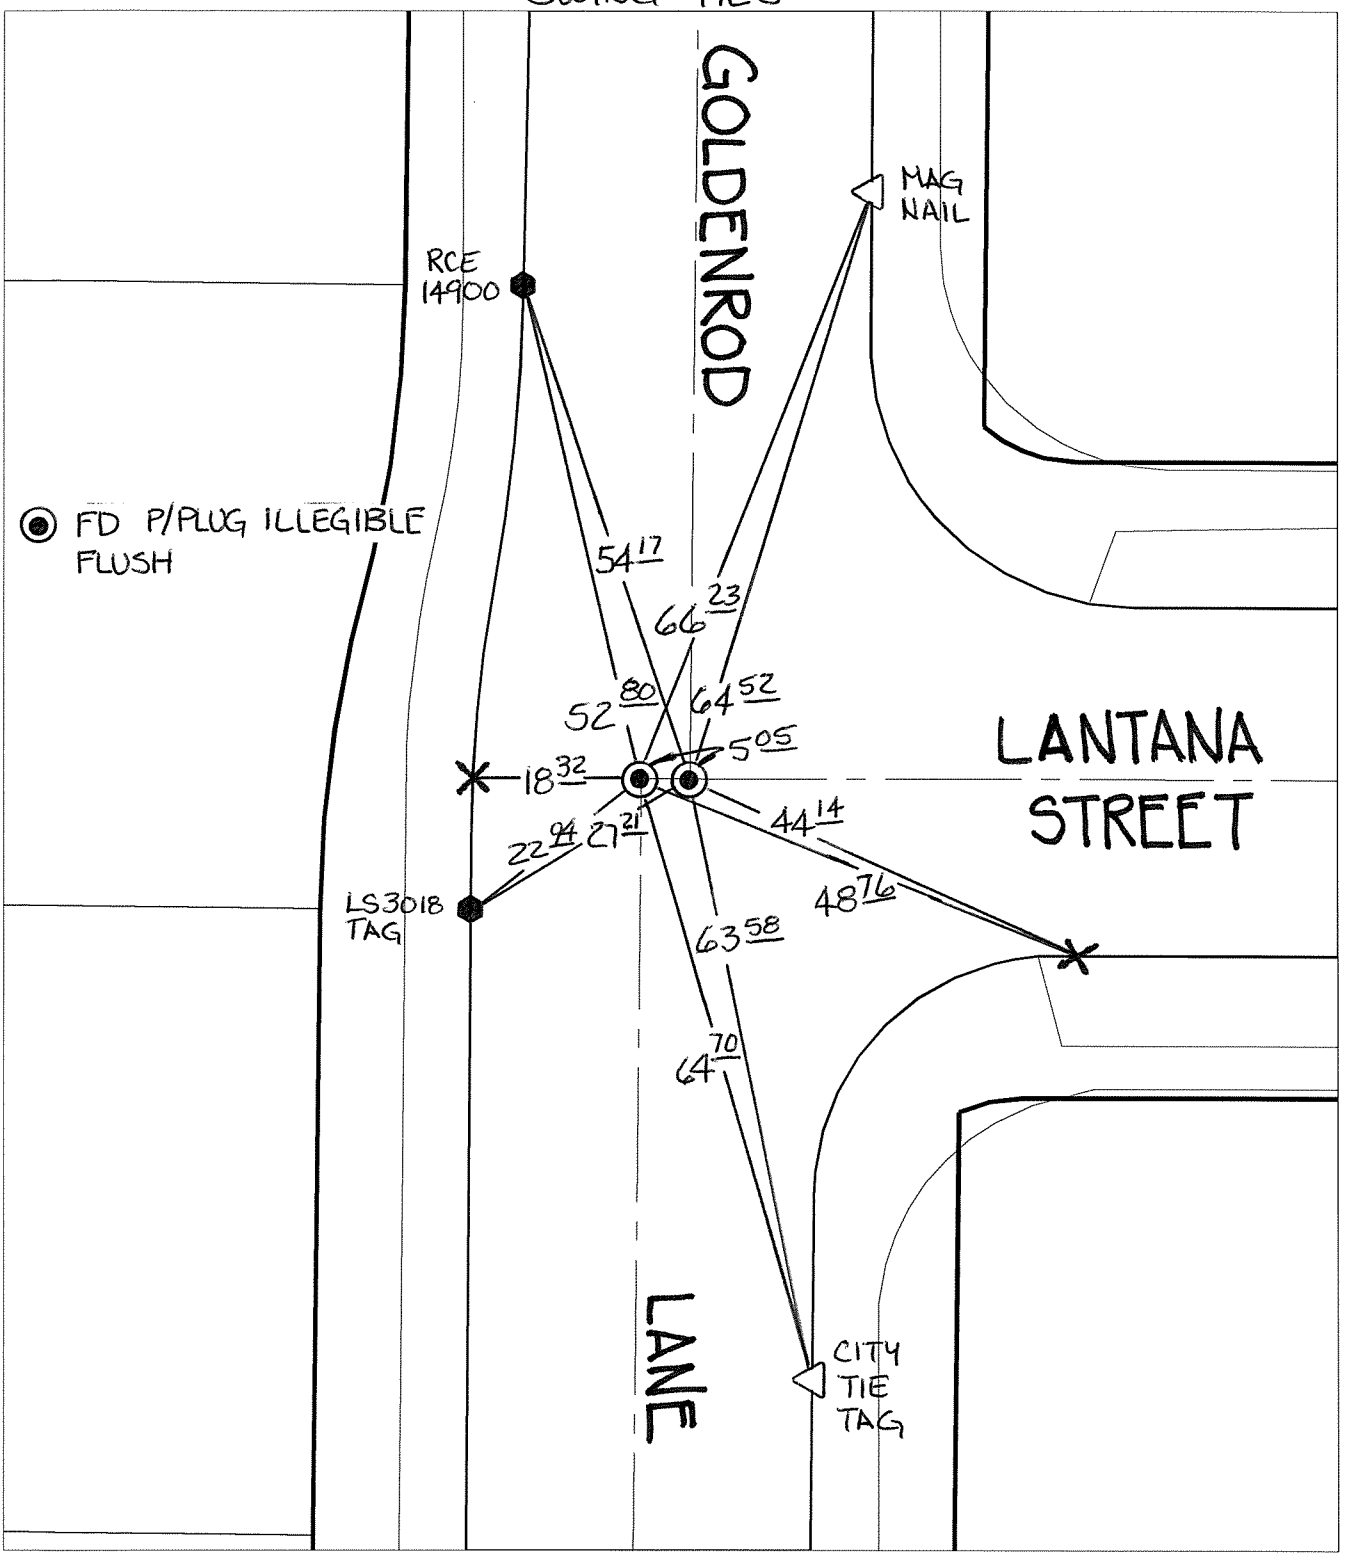 SWING TIES
GOLDENROD
MAG
NAIL
RCE
14900
FD P/PLUG ILLEGIBLE
FLUSH
54 17
66 23
52 80
64 52
5 05
18 32
LANTANA
STREET
44 14
22 94
27 21
48 76
LS3018
TAG
63 58
64 70
LANE
CITY
TIE
TAG